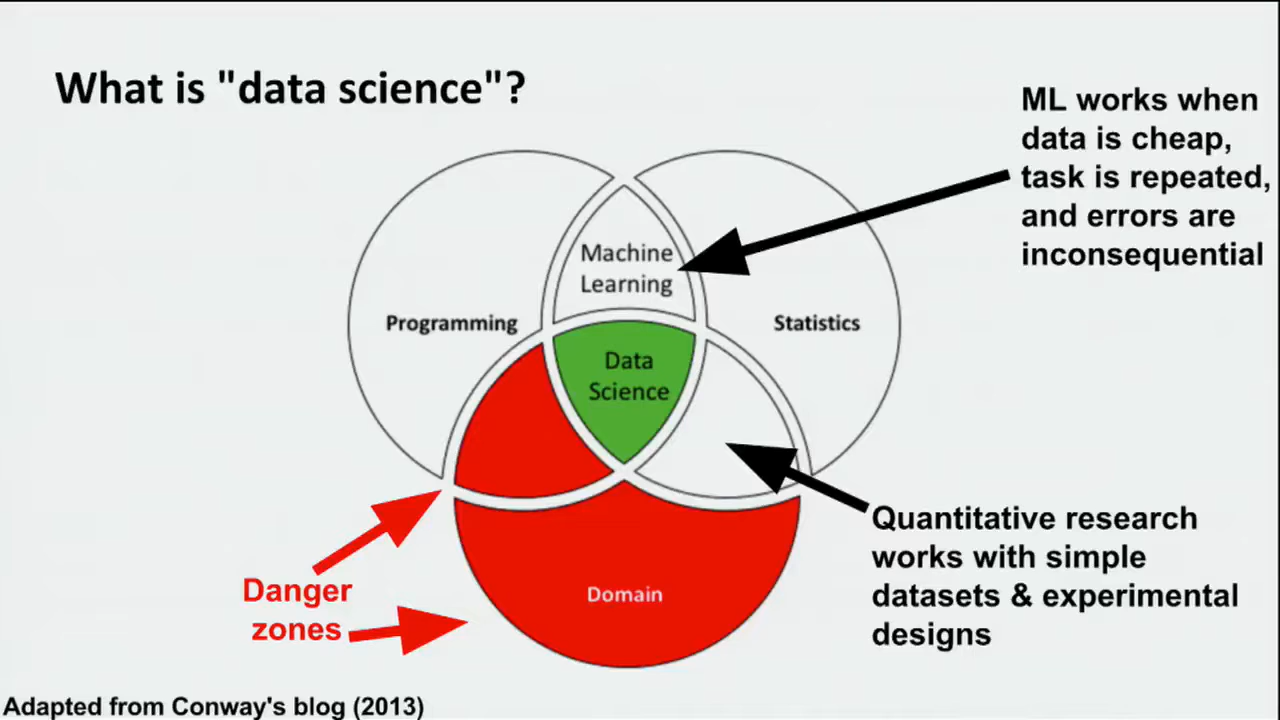 What is "data science"?
ML works when
data is cheap,
task is repeated,
and errors are
inconsequential
Machine
Learning
Programming
Statistics
Data
Science
Quantitative research
works with simple
datasets & experimental
designs
Danger
zones
Domain
Adapted from Conway's blog (2013)